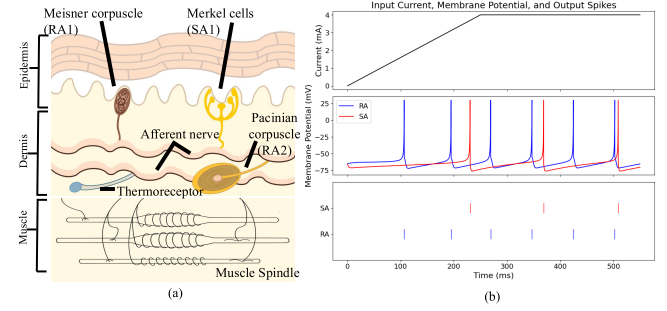 Meisner corpuscle
(RA1)
Merkel cells
(SA1)
Epidermis
Pacinian
corpuscle
(RA2)
Afferent nerve
Dermis
Thermoreceptor
Muscle
Muscle Spindle
(a)
Input Current, Membrane Potential, and Output Spikes
Current (mA)
4
3
2
1
0
Membrane Potential (mV)
25
0
−25
−50
−75
RA
SA
SA
RA
0
100
200
300
400
500
Time (ms)
(b)